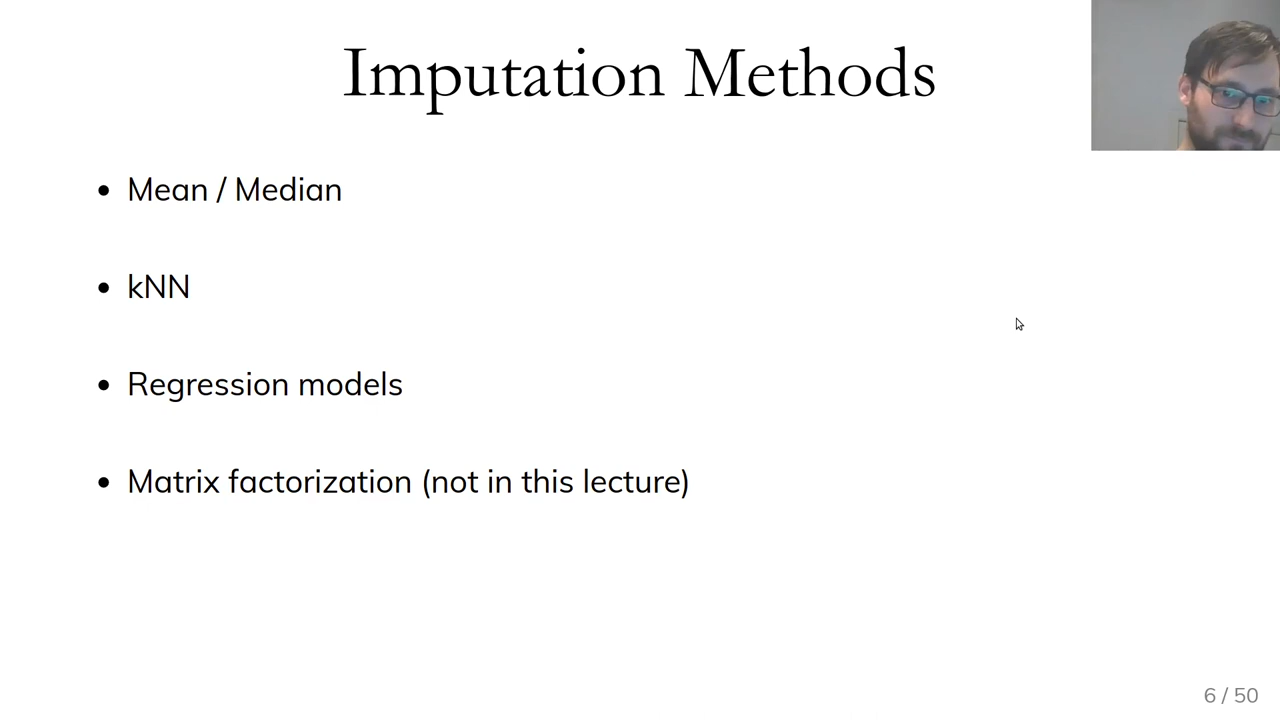 Imputation Methods
• Mean / Median
• kNN
• Regression models
• Matrix factorization (not in this lecture)
6 / 50